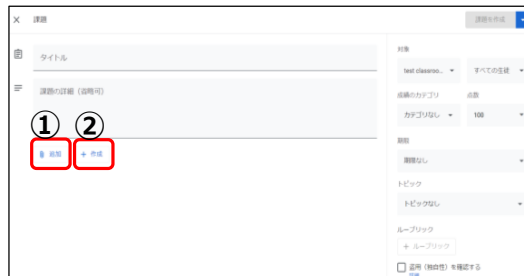 課題
課題を作成
タイトル
課題の詳細（省略可）
① ②
追加 + 作成
対象
test classroo... すべての生徒
成績のカテゴリ 点数
カテゴリなし 100
期限
期限なし
トピック
トピックなし
ルーブリック
+ ルーブリック
盗用（独自性）を確認する